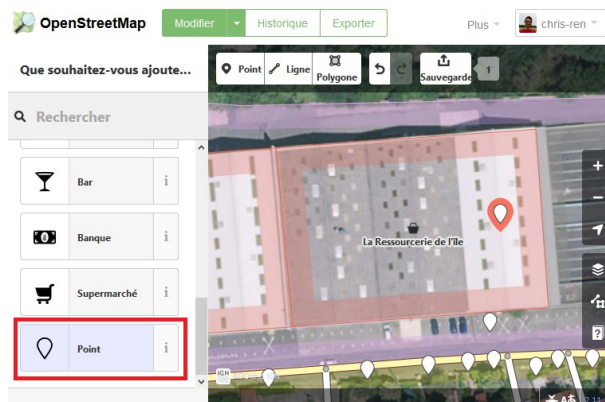 OpenStreetMap
Modifier
Historique
Exporter
Plus
chris-ren
Que souhaitez-vous ajoute...
Point
Ligne
Polygone
Sauvegarde
1
Rechercher
Bar
i
Banque
i
Supermarché
i
Point
i
La Ressourcerie de l'île
IGN